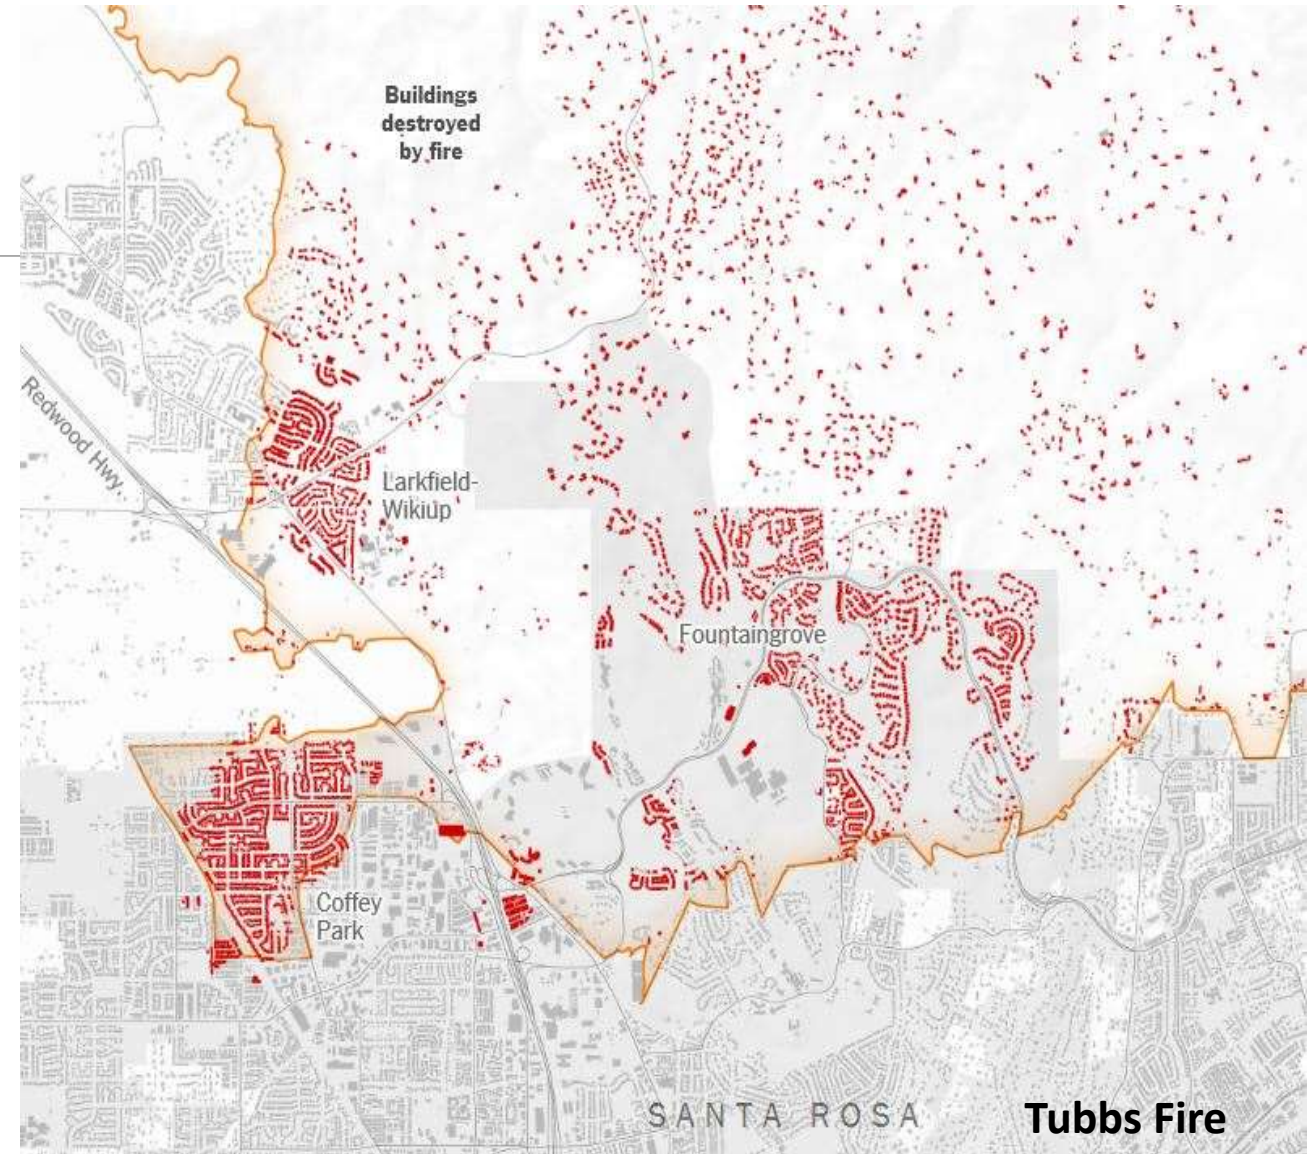 Buildings
destroyed
by fire
Redwood Hwy.
Larkfield-
Wikiup
Fountaingrove
Coffey
Park
SANTA ROSA
Tubbs Fire